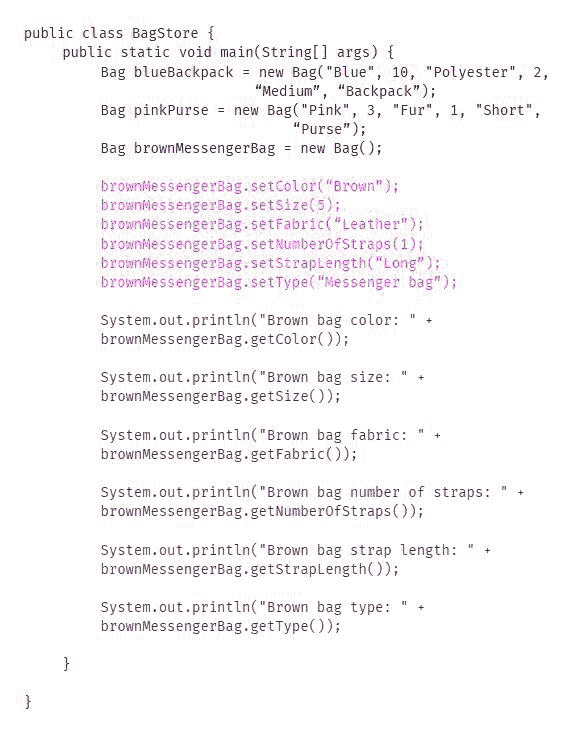 public class BagStore {
public static void main(String[] args) {
Bag blueBackpack = new Bag("Blue", 10, "Polyester", 2,
“Medium”, “Backpack”);
Bag pinkPurse = new Bag("Pink", 3, "Fur", 1, "Short",
“Purse”);
Bag brownMessengerBag = new Bag();
brownMessengerBag.setColor(“Brown”);
brownMessengerBag.setSize(5);
brownMessengerBag.setFabric(“Leather”);
brownMessengerBag.setNumberOfStraps(1);
brownMessengerBag.setStrapLength(“Long”);
brownMessengerBag.setType(“Messenger bag”);
System.out.println("Brown bag color: " +
brownMessengerBag.getColor());
System.out.println("Brown bag size: " +
brownMessengerBag.getSize());
System.out.println("Brown bag fabric: " +
brownMessengerBag.getFabric());
System.out.println("Brown bag number of straps: " +
brownMessengerBag.getNumberOfStraps());
System.out.println("Brown bag strap length: " +
brownMessengerBag.getStrapLength());
System.out.println("Brown bag type: " +
brownMessengerBag.getType());
}
}